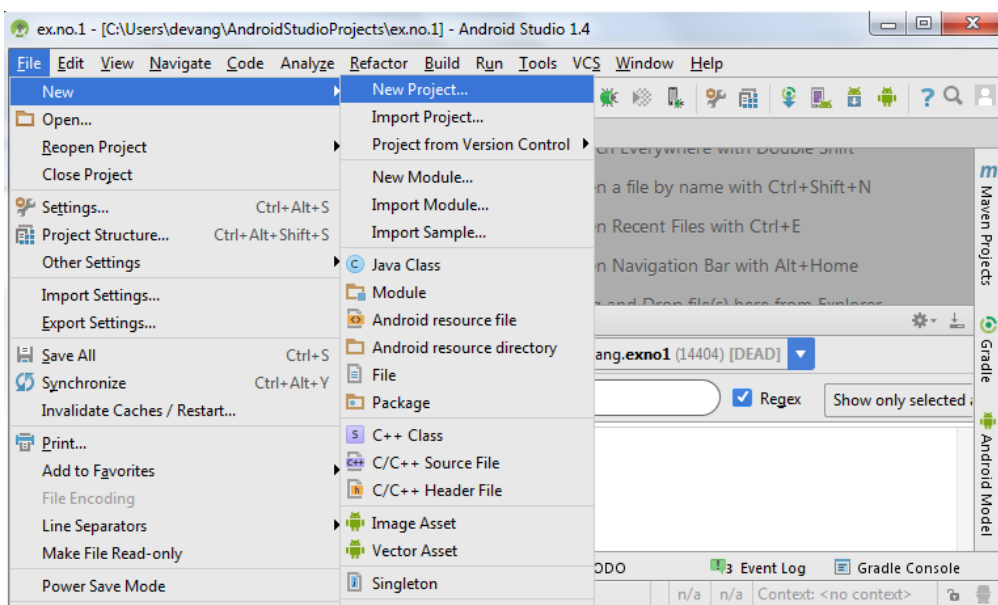 ex.no.1 - [C:\Users\devang\AndroidStudioProjects\ex.no.1] - Android Studio 1.4
File Edit View Navigate Code Analyze Refactor Build Run Tools VCS Window Help
New
Open...
Reopen Project
Close Project
Settings... Ctrl+Alt+S
Project Structure... Ctrl+Alt+Shift+S
Other Settings
Import Settings...
Export Settings...
Save All Ctrl+S
Synchronize Ctrl+Alt+Y
Invalidate Caches / Restart...
Print...
Add to Favorites
File Encoding
Line Separators
Make File Read-only
Power Save Mode
New Project...
Import Project...
Project from Version Control
New Module...
Import Module...
Import Sample...
Java Class
Module
Android resource file
Android resource directory
File
Package
C++ Class
C/C++ Source File
C/C++ Header File
Image Asset
Vector Asset
Singleton
Everywhere with Double Shift
a file by name with Ctrl+Shift+N
Recent Files with Ctrl+E
Navigation Bar with Alt+Home
and Drop file(s) here from Explorer
ang.exno1 (14404) [DEAD]
Regex
Show only selected
ODO
3 Event Log
Gradle Console
n/a n/a Context: <no context>
Maven Projects
Gradle
Android Model